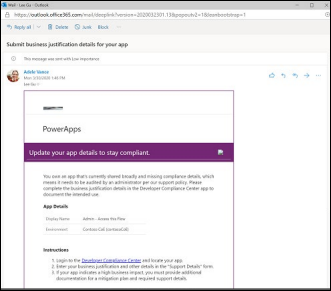 Mail - Lee Gu - Outlook
https://outlook.office365.com/mail/deeplink?version=2020032301.13&popoutv2=1&leanbootstrap=1
Reply all Delete Junk Block
Submit business justification details for your app
This message was sent with Low importance.
Adele Vance
Mon, 3/30/2020 1:48 PM
Lee Gu
PowerApps
Update your app details to stay compliant.
You own an app that's currently shared broadly and missing compliance details, which
means it needs to be audited by an administrator per our support policy. Please
complete the business justification details in the Developer Compliance Center app to
document the intended use.
App Details
Display Name Admin - Access this Flow
Environment Contoso CoE
Instructions
1. Login to the Developer Compliance Center and locate your app.
2. Enter your business justification and other details in the "Support Details" form.
3. If your app indicates a high business impact, you must provide additional
documentation for a mitigation plan and required support details.